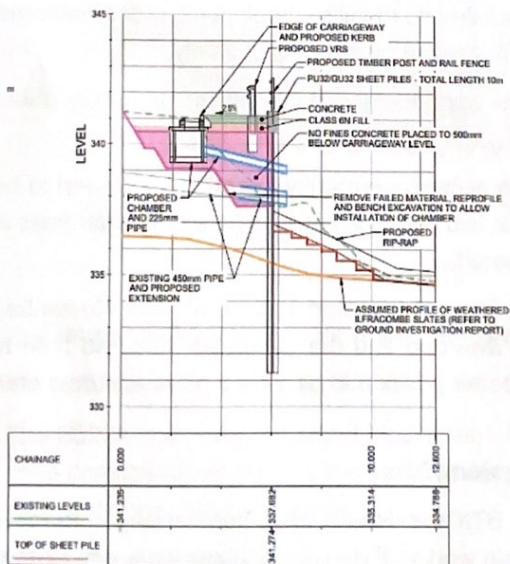 345
EDGE OF CARRIAGEWAY
AND PROPOSED KERB
PROPOSED VRS
PROPOSED TIMBER POST AND RAIL FENCE
PU32/GU32 SHEET PILES - TOTAL LENGTH 10m
2.5%
CONCRETE
CLASS 6N FILL
NO FINES CONCRETE PLACED TO 500mm
BELOW CARRIAGEWAY LEVEL
LEVEL
340
PROPOSED
CHAMBER
AND 225mm
PIPE
REMOVE FAILED MATERIAL, REPROFILE
AND BENCH EXCAVATION TO ALLOW
INSTALLATION OF CHAMBER
PROPOSED
RIP-RAP
335
EXISTING 450mm PIPE
AND PROPOSED
EXTENSION
ASSUMED PROFILE OF WEATHERED
ILFRACOMBE SLATES (REFER TO
GROUND INVESTIGATION REPORT)
330
CHAINAGE
0.000
10.000
12.600
EXISTING LEVELS
341.235
337.682
335.114
334.788
TOP OF SHEET PILE
341.274